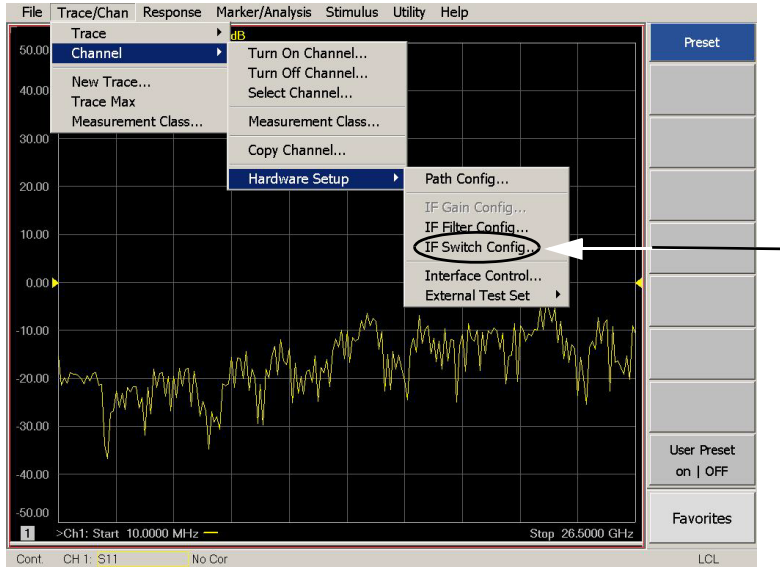 File Trace/Chan Response Marker/Analysis Stimulus Utility Help
Trace
Channel
New Trace...
Trace Max
Measurement Class...
dB
Turn On Channel...
Turn Off Channel...
Select Channel...
Measurement Class...
Copy Channel...
Hardware Setup
Path Config...
IF Gain Config...
IF Filter Config...
IF Switch Config...
Interface Control...
External Test Set
50.00
40.00
30.00
20.00
10.00
0.00
-10.00
-20.00
-30.00
-40.00
-50.00
1 >Ch1: Start 10.0000 MHz Stop 26.5000 GHz
Preset
User Preset
on | OFF
Favorites
Cont. CH 1: S11 No Cor LCL